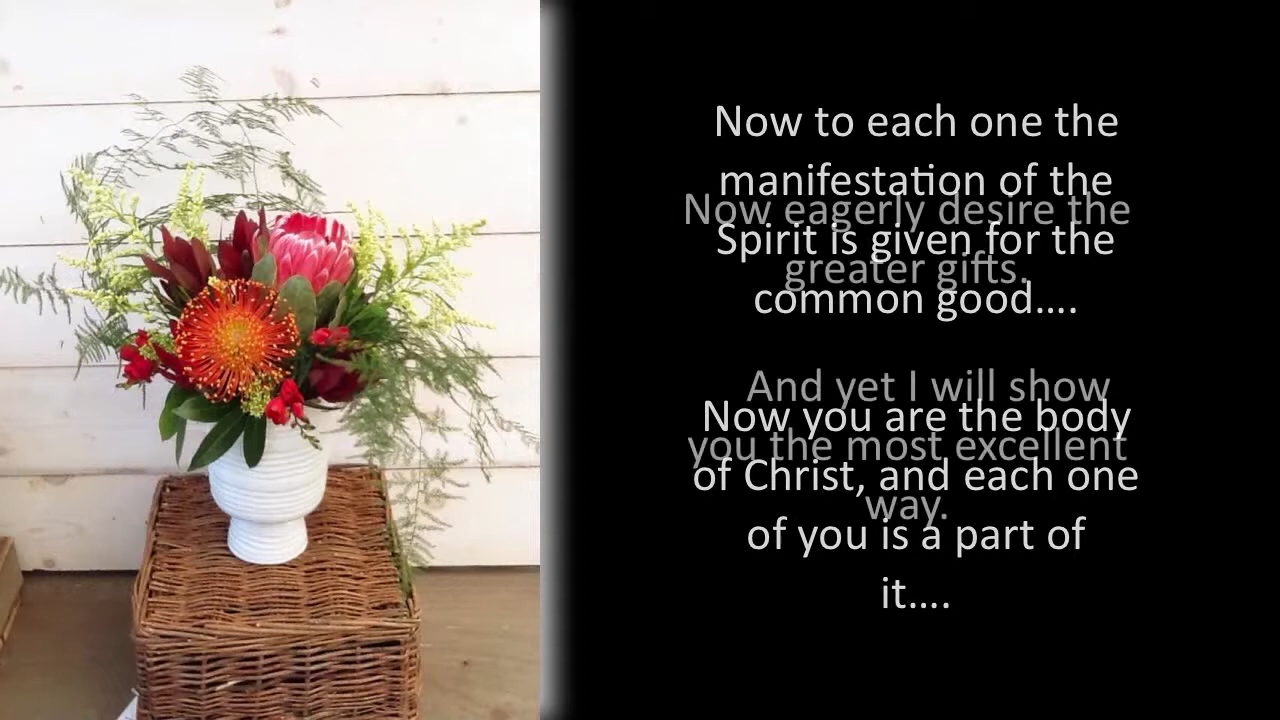 Now to each one the
manifestation of the
Spirit is given for the
common good....
Now you are the body
of Christ, and each one
of you is a part of
it....
Now eagerly desire the
greater gifts.
And yet I will show
you the most excellent
way.